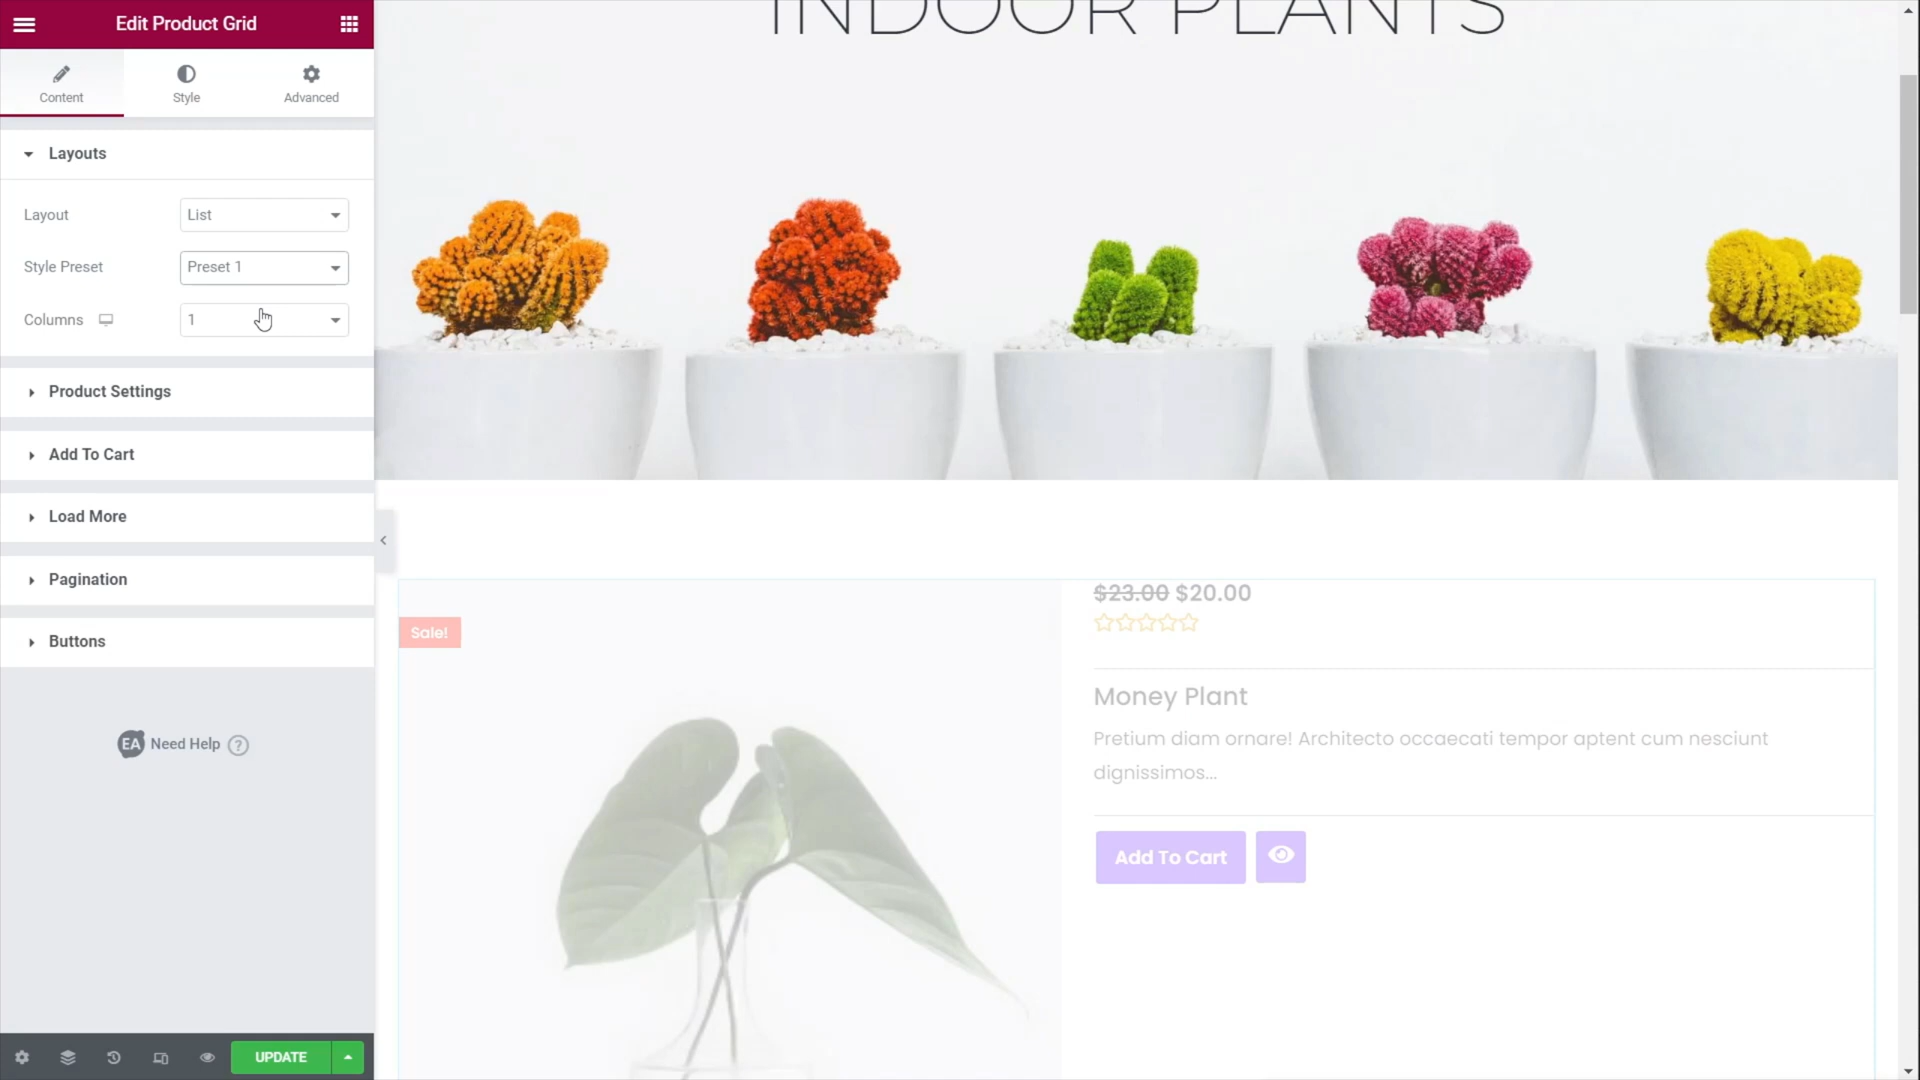 Edit Product Grid
Content
Style
Advanced
Layouts
Layout
List
Style Preset
Preset 1
Columns
1
Product Settings
Add To Cart
Load More
Pagination
Buttons
EA Need Help ?
UPDATE
INDOOR PLANTS
Sale!
$23.00 $20.00
Money Plant
Pretium diam ornare! Architecto occaecati tempor aptent cum nesciunt
dignissimos...
Add To Cart